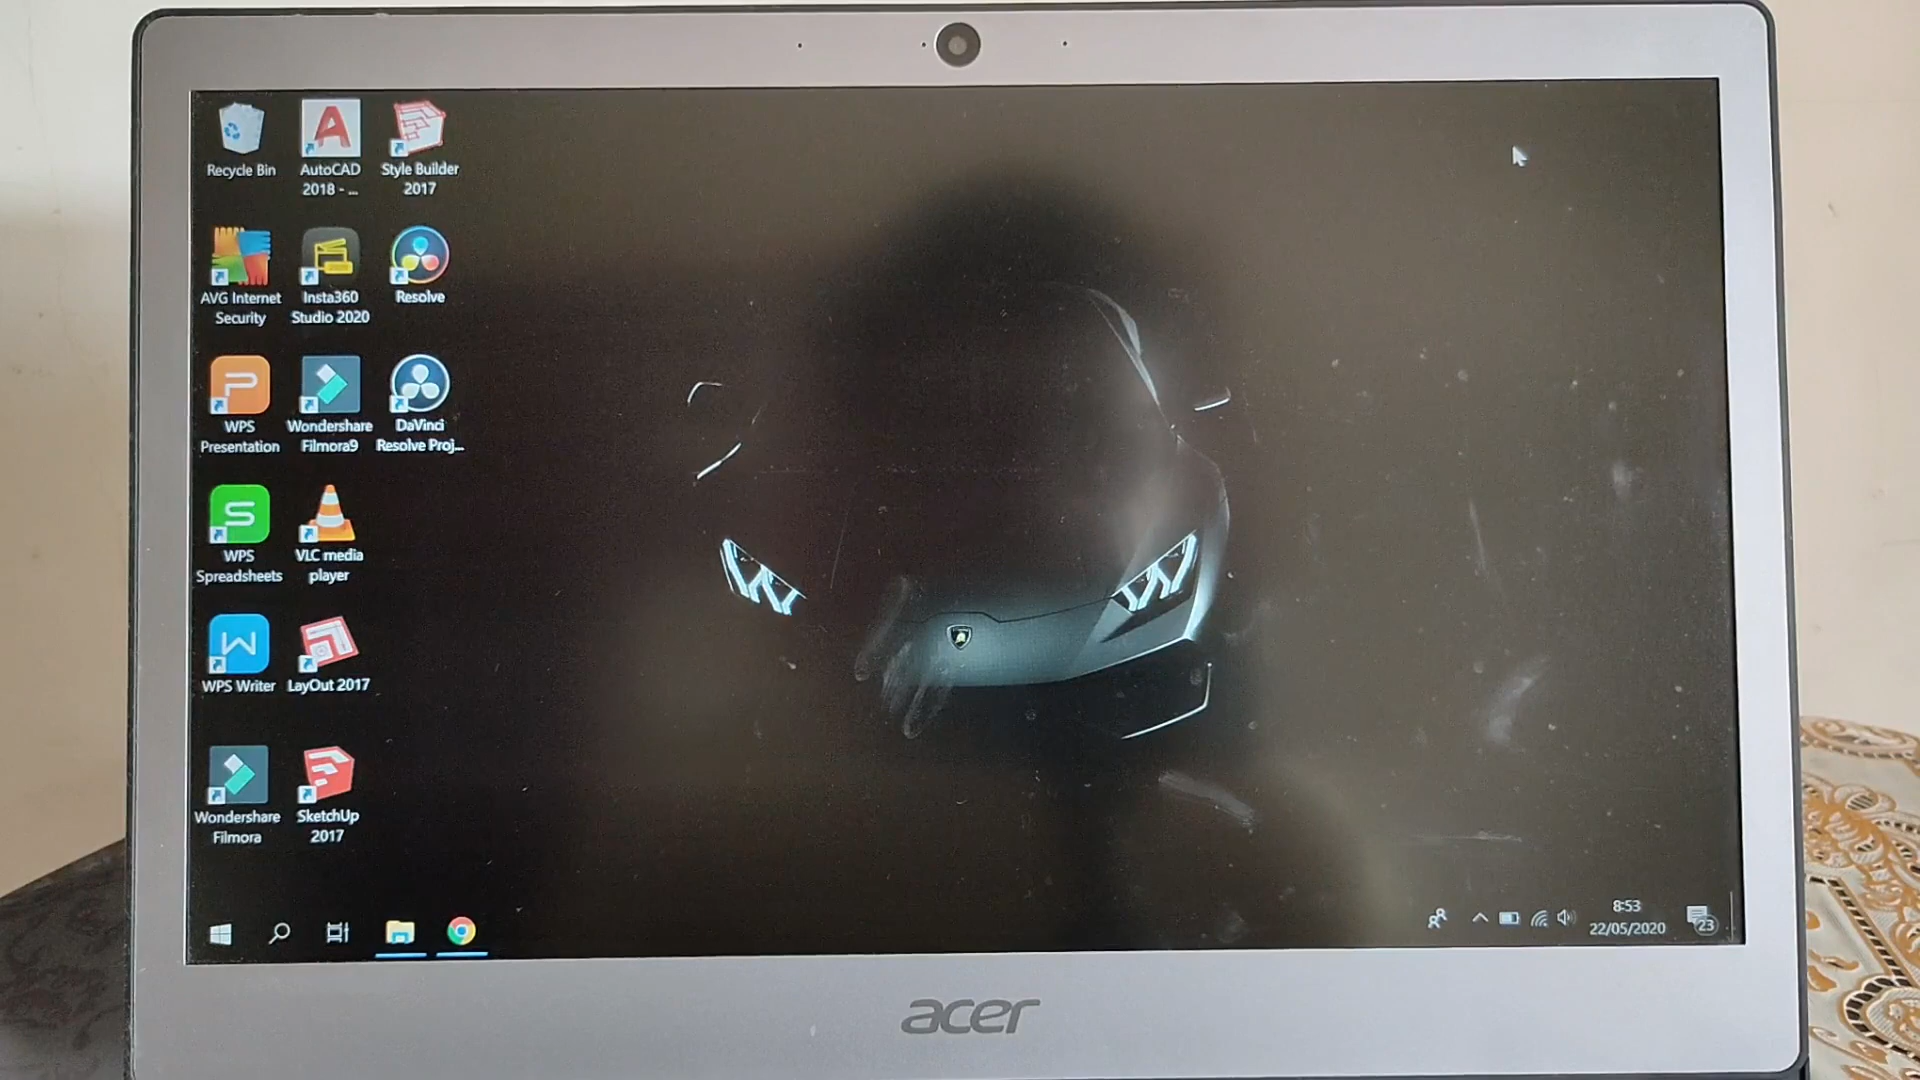 Recycle Bin
AutoCAD
2018 - ...
Style Builder
2017
AVG Internet
Security
Insta360
Studio 2020
Resolve
WPS
Presentation
Wondershare
Filmora9
DaVinci
Resolve Proj...
WPS
Spreadsheets
VLC media
player
WPS Writer
LayOut 2017
Wondershare
Filmora
SketchUp
2017
8:53
22/05/2020
23
acer